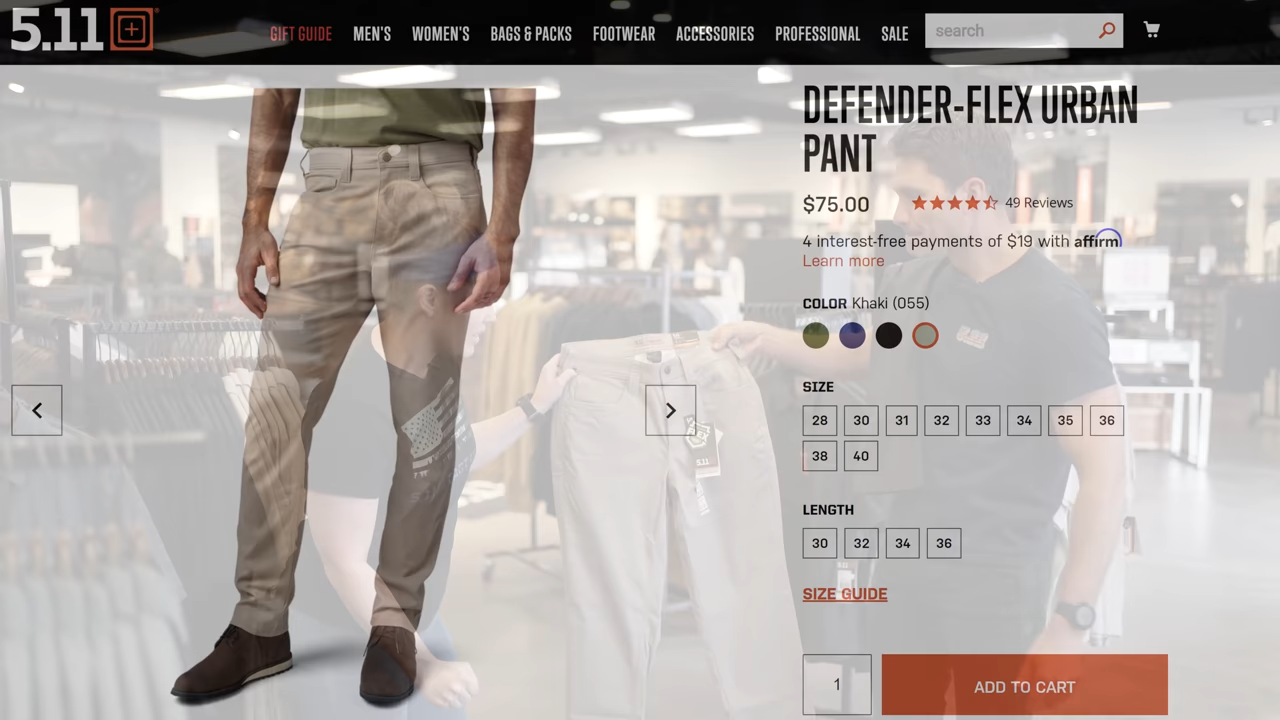 5.11
GIFT GUIDE
MEN'S
WOMEN'S
BAGS & PACKS
FOOTWEAR
ACCESSORIES
PROFESSIONAL
SALE
search
DEFENDER-FLEX URBAN
PANT
$75.00
49 Reviews
4 interest-free payments of $19 with affirm
Learn more
COLOR Khaki (055)
SIZE
28 30 31 32 33 34 35 36
38 40
LENGTH
30 32 34 36
SIZE GUIDE
1
ADD TO CART
5.11